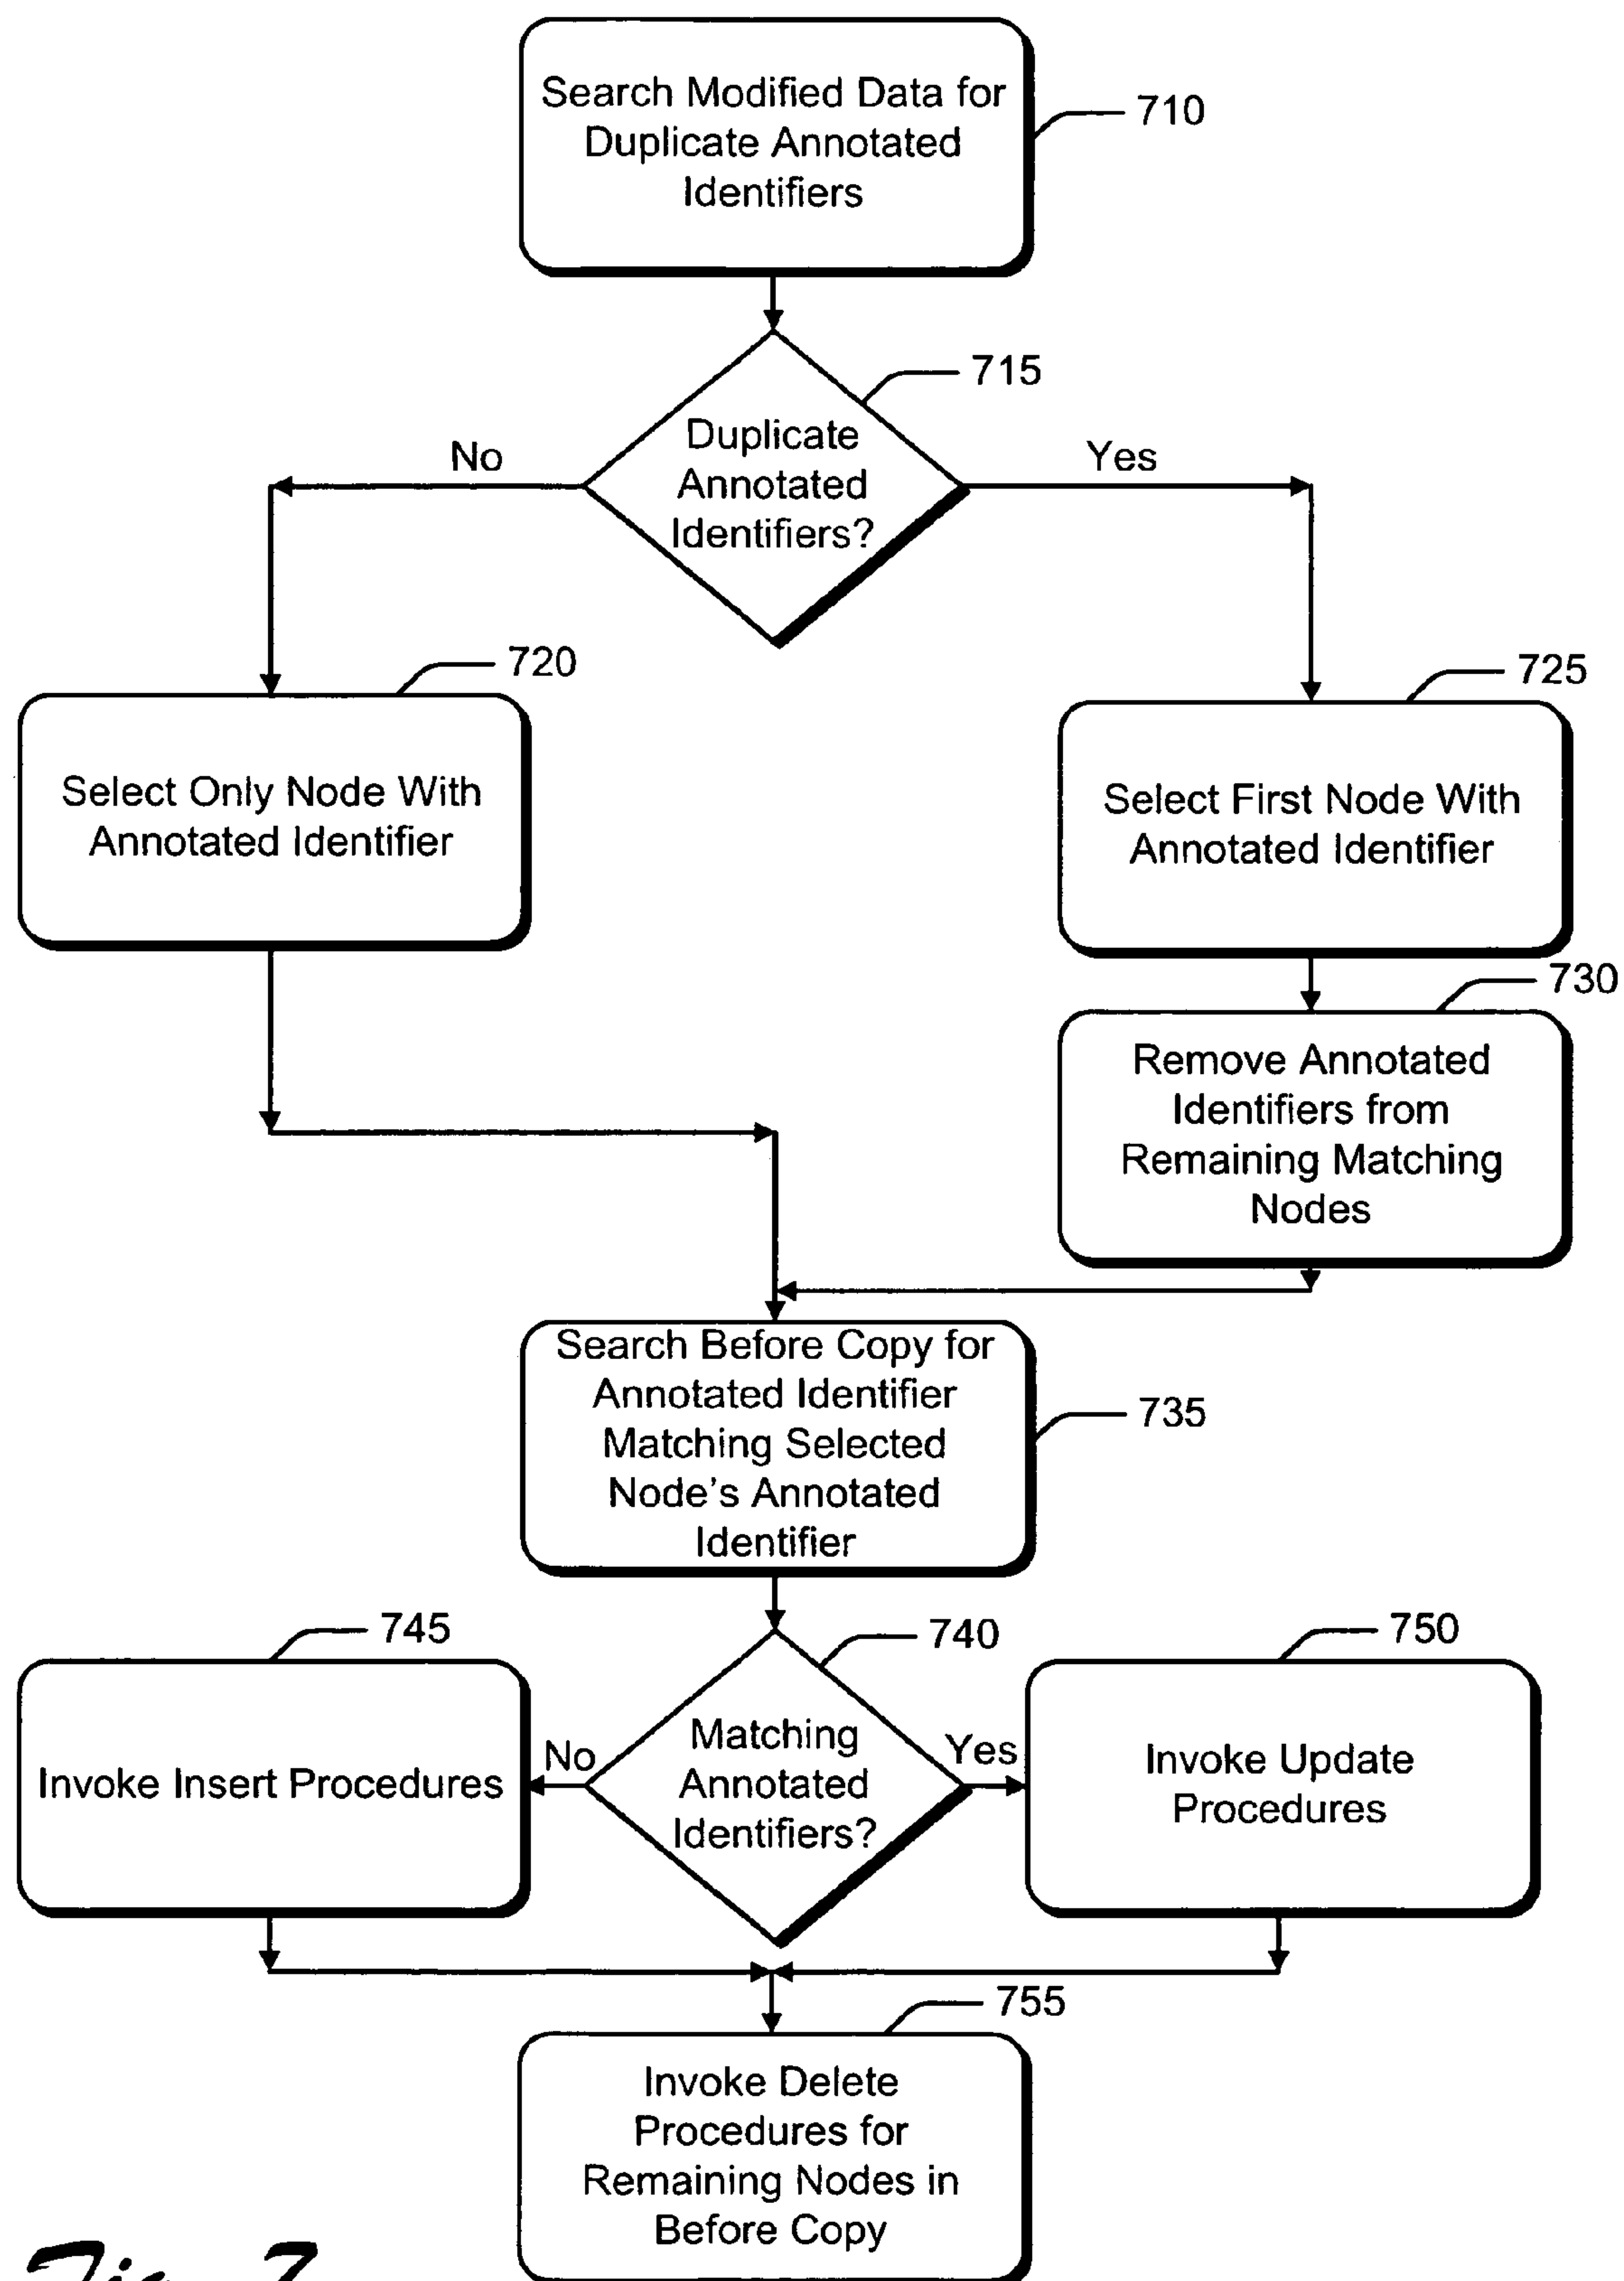 Search Modified Data for
Duplicate Annotated
Identifiers
710
715
Duplicate
Annotated
Identifiers?
No
Yes
720
Select Only Node With
Annotated Identifier
725
Select First Node With
Annotated Identifier
730
Remove Annotated
Identifiers from
Remaining Matching
Nodes
Search Before Copy for
Annotated Identifier
Matching Selected
Node's Annotated
Identifier
735
745
740
750
Invoke Insert Procedures
No
Matching
Annotated
Identifiers?
Yes
Invoke Update
Procedures
755
Invoke Delete
Procedures for
Remaining Nodes in
Before Copy
Fig. 7